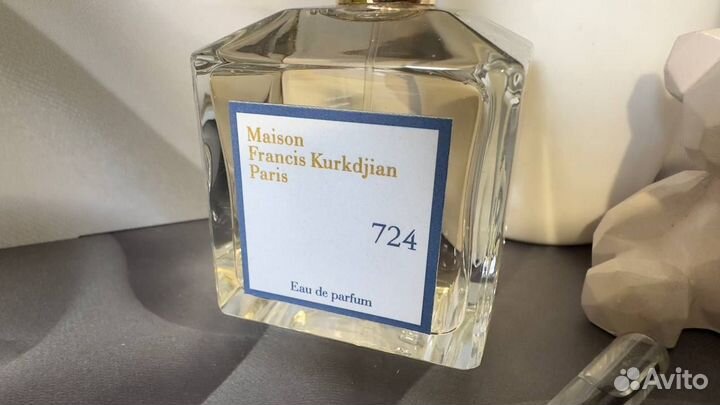 Maison
Francis Kurkdjian
Paris
724
Eau de parfum
Avito